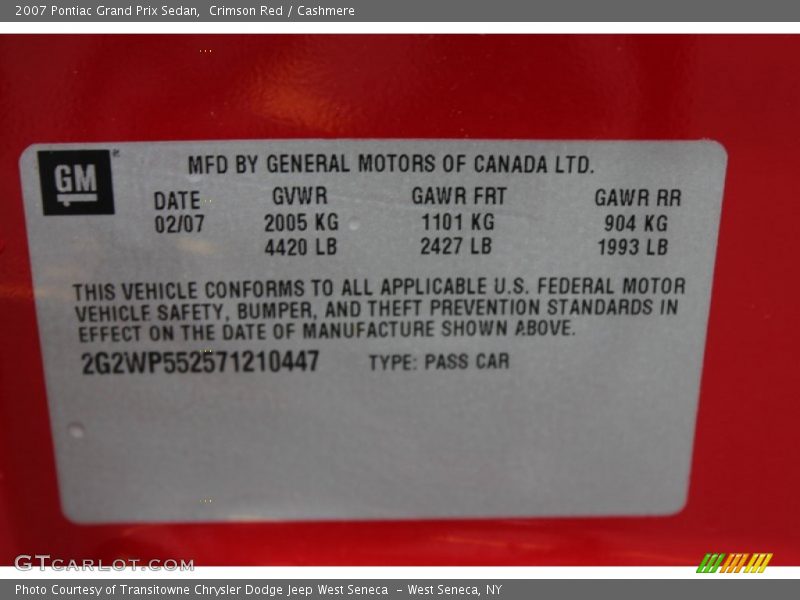 2007 Pontiac Grand Prix Sedan,  Crimson Red / Cashmere
GM
MFD BY GENERAL MOTORS OF CANADA LTD.
DATE GVWR GAWR FRT GAWR RR
02/07 2005 KG 1101 KG 904 KG
4420 LB 2427 LB 1993 LB
THIS VEHICLE CONFORMS TO ALL APPLICABLE U.S. FEDERAL MOTOR
VEHICLE SAFETY, BUMPER, AND THEFT PREVENTION STANDARDS IN
EFFECT ON THE DATE OF MANUFACTURE SHOWN ABOVE.
2G2WP552571210447 TYPE: PASS CAR
GTcarlot.com
Photo Courtesy of Transitowne Chrysler Dodge Jeep West Seneca  - West Seneca, NY